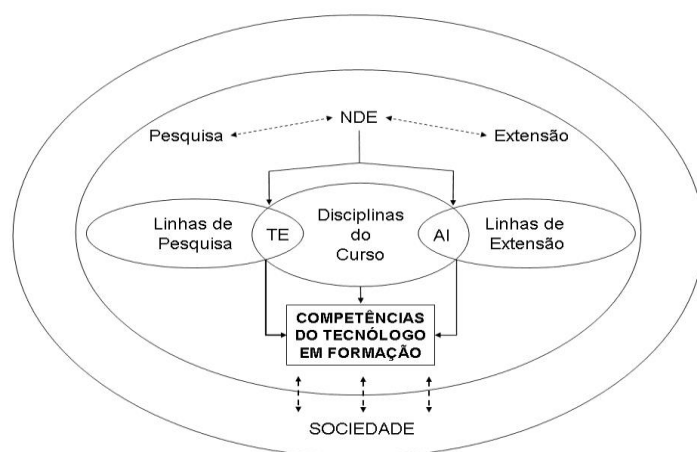 NDE
Pesquisa
Extensão
Linhas de
Pesquisa
TE
Disciplinas
do
Curso
AI
Linhas de
Extensão
COMPETÊNCIAS
DO TECNÓLOGO
EM FORMAÇÃO
SOCIEDADE